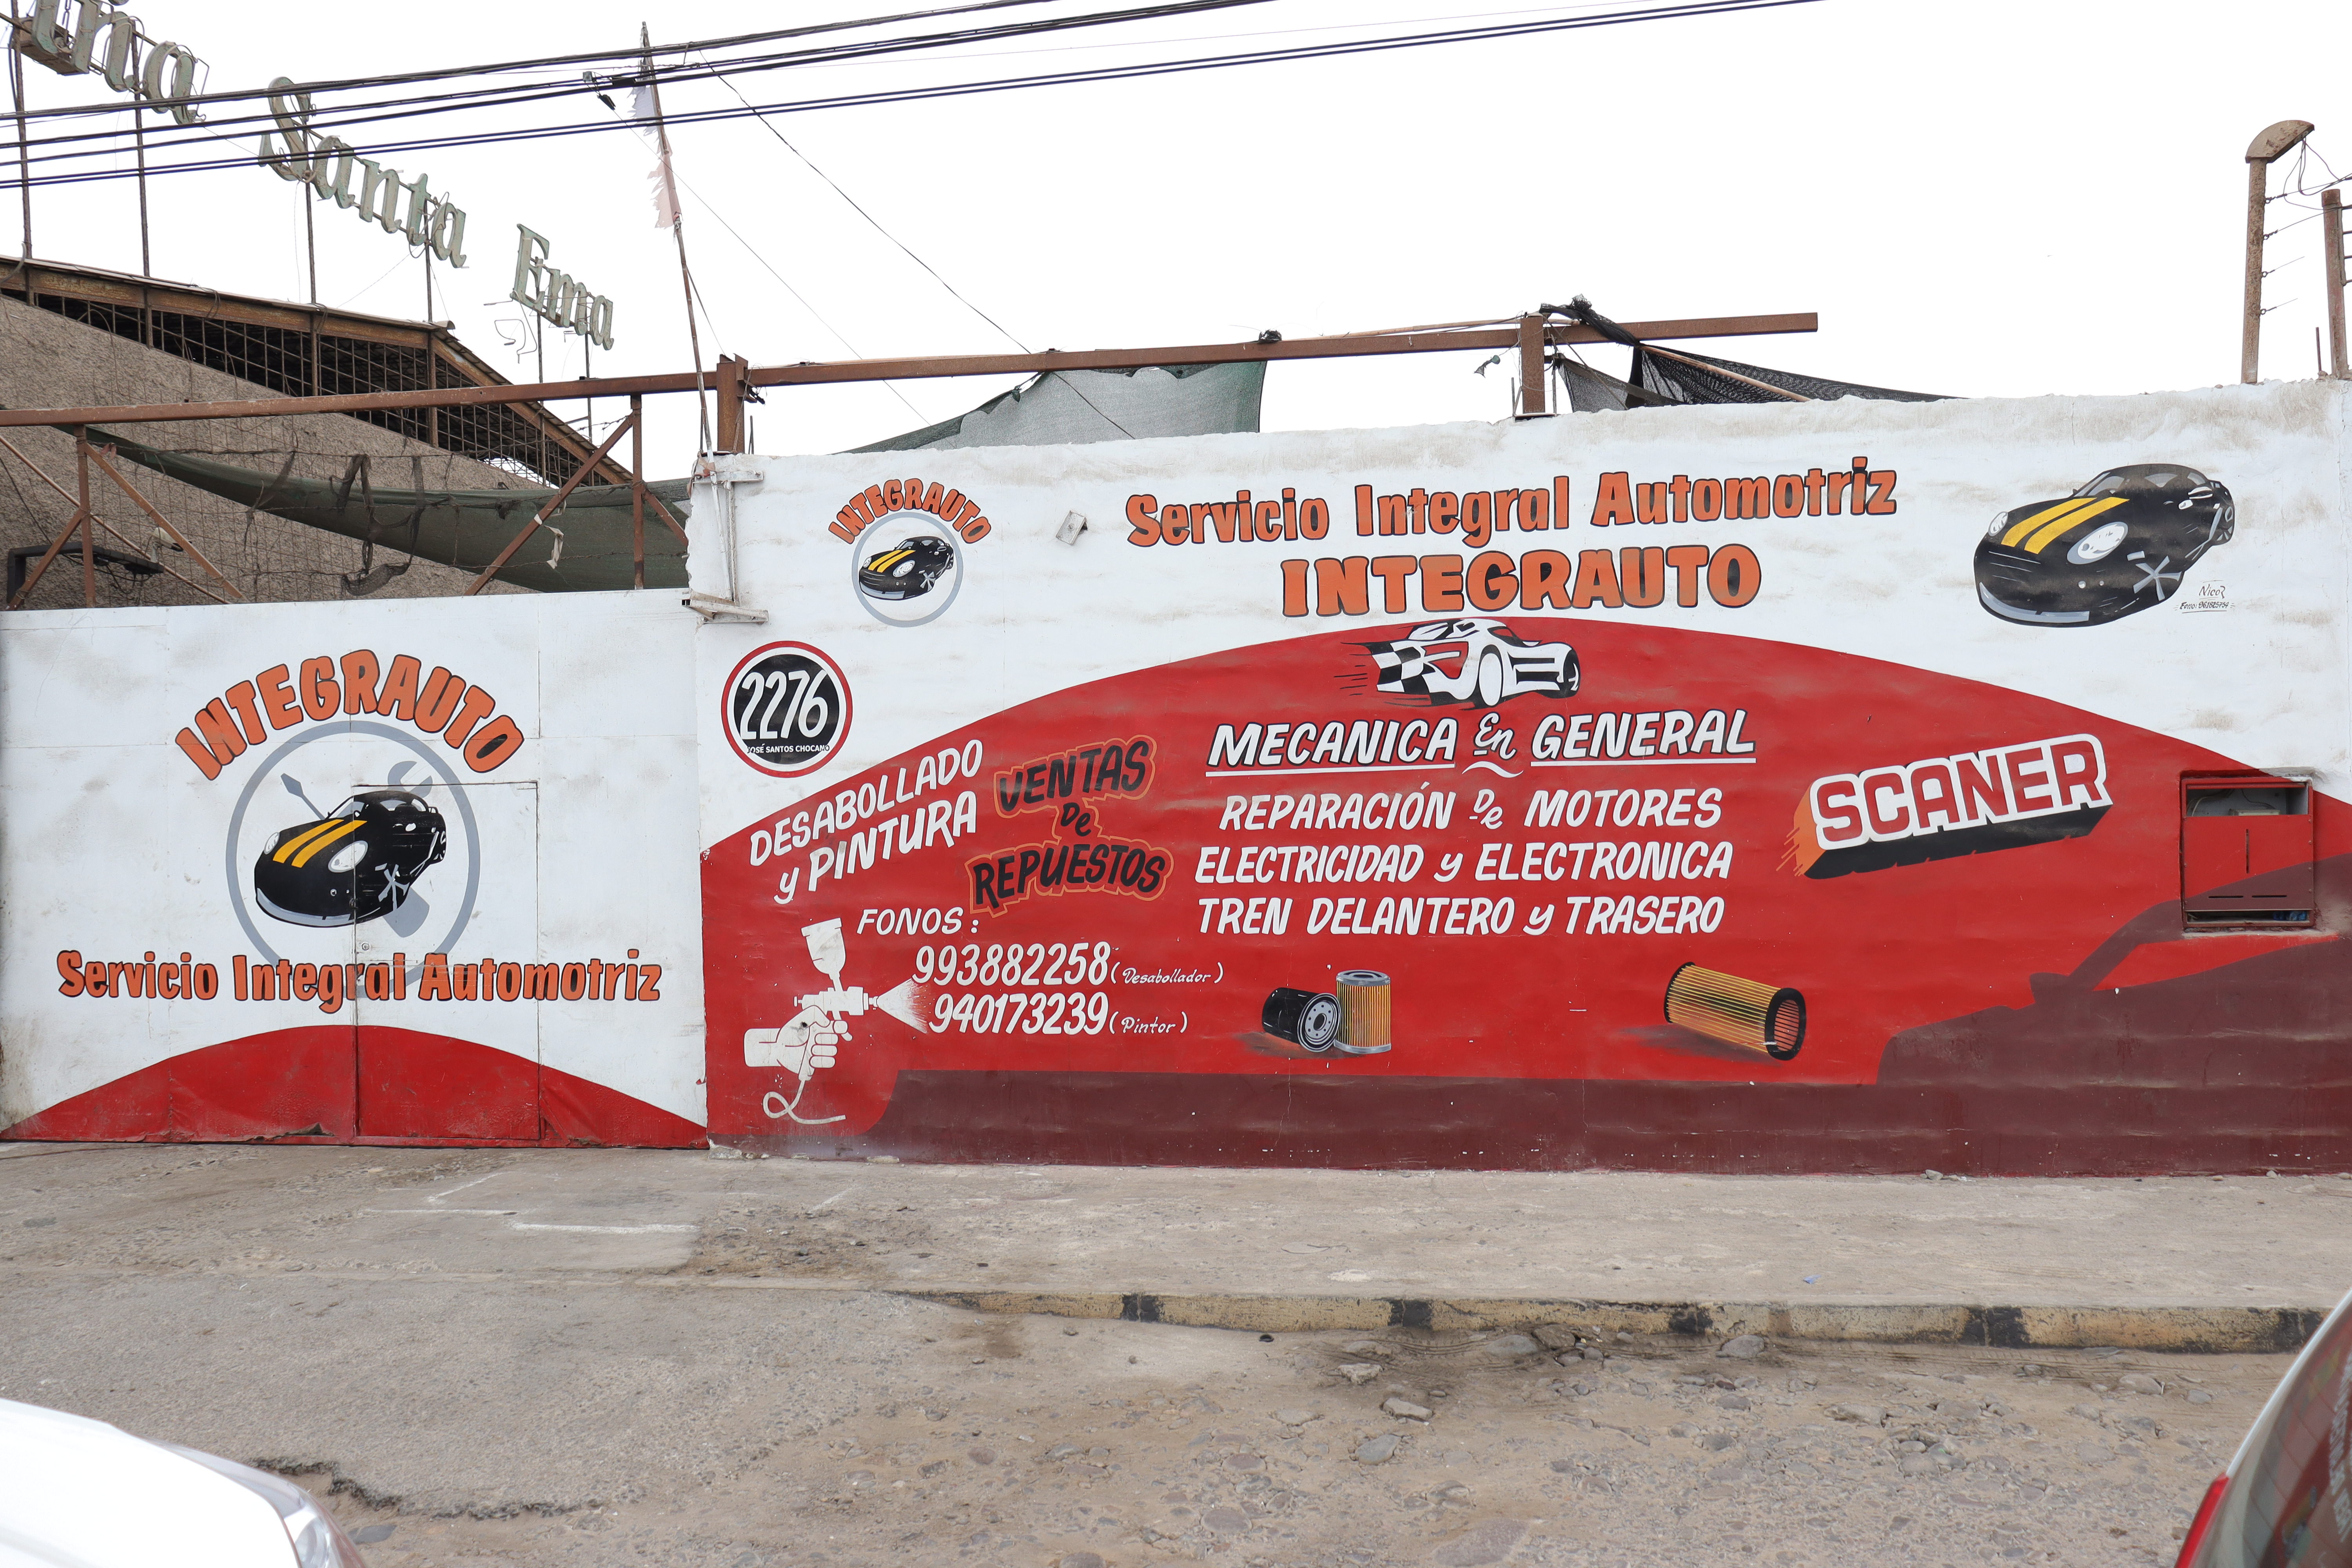 Santa Ema
INTEGRAUTO
Servicio Integral Automotriz
INTEGRAUTO
Servicio Integral Automotriz
INTEGRAUTO
Nico R
2276
JOSÉ SANTOS CHOCANO
DESABOLLADO
y PINTURA
VENTAS
De
REPUESTOS
FONOS:
993882258 (Desabollador)
940173239 (Pintor)
MECANICA En GENERAL
REPARACIÓN DE MOTORES
ELECTRICIDAD y ELECTRONICA
TREN DELANTERO y TRASERO
SCANER